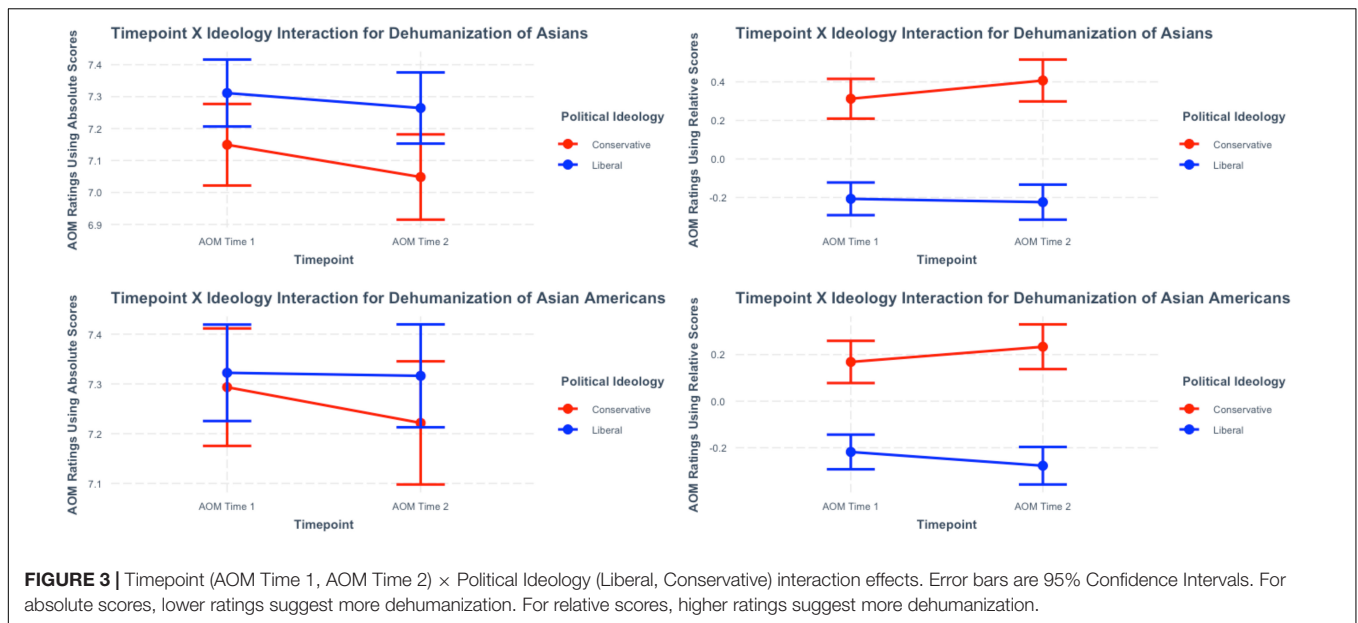 Timepoint X Ideology Interaction for Dehumanization of Asians
AOM Ratings Using Absolute Scores
7.4
7.3
7.2
7.1
7.0
6.9
AOM Time 1
AOM Time 2
Timepoint
Political Ideology
Conservative
Liberal
Timepoint X Ideology Interaction for Dehumanization of Asians
AOM Ratings Using Relative Scores
0.4
0.2
0.0
-0.2
AOM Time 1
AOM Time 2
Timepoint
Political Ideology
Conservative
Liberal
Timepoint X Ideology Interaction for Dehumanization of Asian Americans
AOM Ratings Using Absolute Scores
7.4
7.3
7.2
7.1
AOM Time 1
AOM Time 2
Timepoint
Political Ideology
Conservative
Liberal
Timepoint X Ideology Interaction for Dehumanization of Asian Americans
AOM Ratings Using Relative Scores
0.2
0.0
-0.2
AOM Time 1
AOM Time 2
Timepoint
Political Ideology
Conservative
Liberal
FIGURE 3 | Timepoint (AOM Time 1, AOM Time 2) × Political Ideology (Liberal, Conservative) interaction effects. Error bars are 95% Confidence Intervals. For
absolute scores, lower ratings suggest more dehumanization. For relative scores, higher ratings suggest more dehumanization.